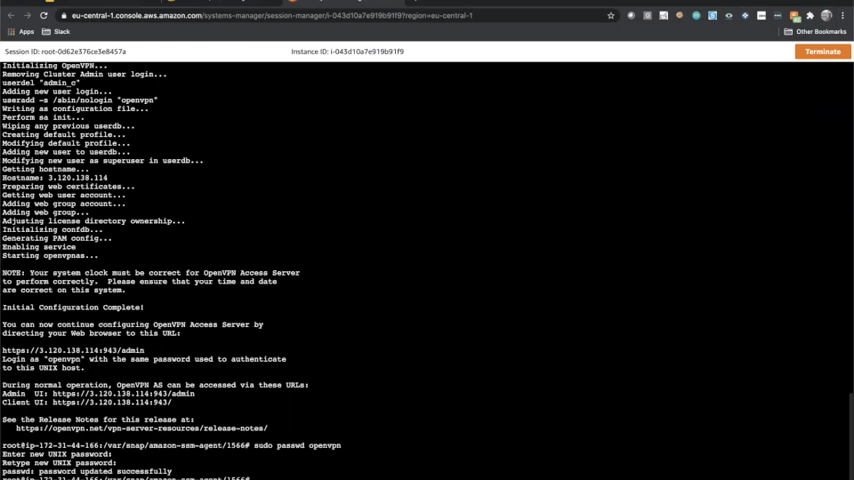 eu-central-1.console.aws.amazon.com/systems-manager/session-manager/i-043d10a7e919b91f9?region=eu-central-1
Apps
Slack
Other Bookmarks
Session ID: root-0d62e376ce3e8457a
Instance ID: i-043d10a7e919b91f9
Terminate
Initializing OpenVPN...
Removing Cluster Admin user login...
userdel "admin_c"
Adding new user login...
useradd -s /sbin/nologin "openvpn"
Writing as configuration file...
Perform sa init...
Wiping any previous userdb...
Creating default profile...
Modifying default profile...
Adding new user to userdb...
Modifying new user as superuser in userdb...
Getting hostname...
Hostname: 3.120.138.114
Preparing web certificates...
Getting web user account...
Adding web group account...
Adding web group...
Adjusting license directory ownership...
Initializing confdb...
Generating PAM config...
Enabling service
Starting openvpnas...
NOTE: Your system clock must be correct for OpenVPN Access Server
to perform correctly. Please ensure that your time and date
are correct on this system.
Initial Configuration Complete!
You can now continue configuring OpenVPN Access Server by
directing your Web browser to this URL:
https://3.120.138.114:943/admin
Login as "openvpn" with the same password used to authenticate
to this UNIX host.
During normal operation, OpenVPN AS can be accessed via these URLs:
Admin UI: https://3.120.138.114:943/admin
Client UI: https://3.120.138.114:943/
See the Release Notes for this release at:
https://openvpn.net/vpn-server-resources/release-notes/
root@ip-172-31-44-166:/var/snap/amazon-ssm-agent/1566# sudo passwd openvpn
Enter new UNIX password:
Retype new UNIX password:
passwd: password updated successfully
root@ip-172-31-44-166:/var/snap/amazon-ssm-agent/1566#